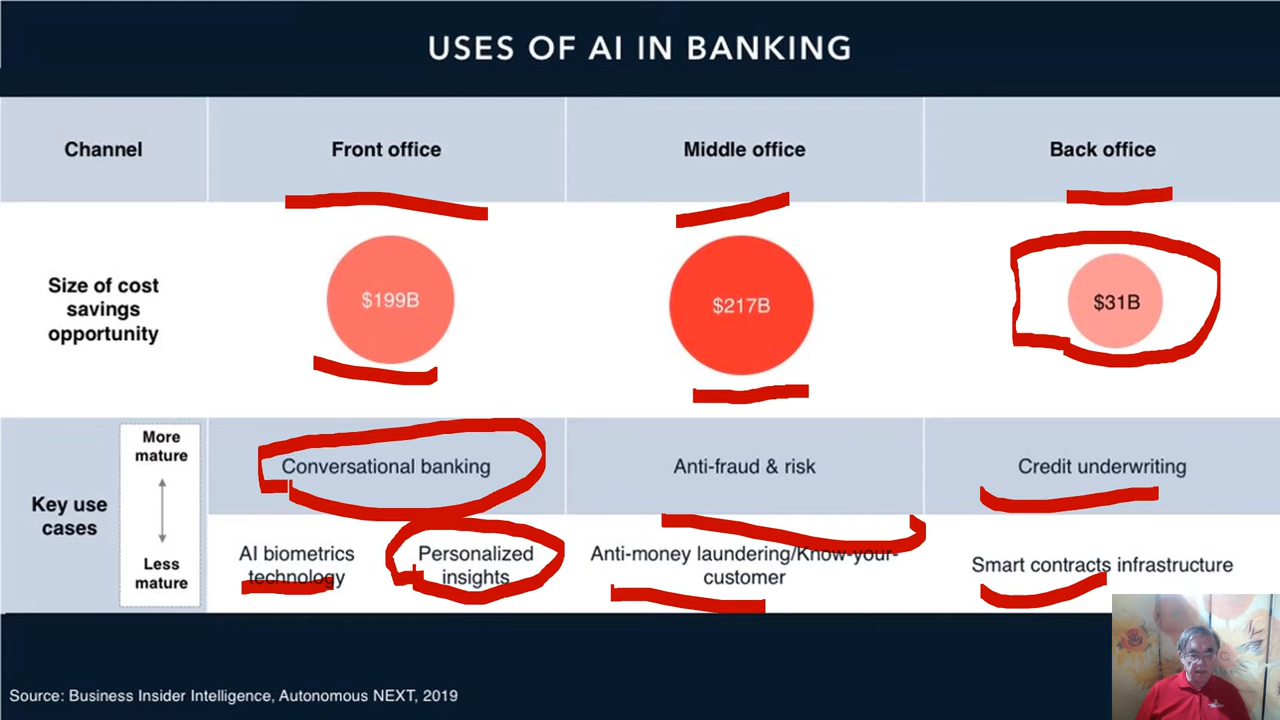 USES OF AI IN BANKING
Channel
Front office
Middle office
Back office
Size of cost
savings
opportunity
$199B
$217B
$31B
Key use
cases
More
mature
Less
mature
Conversational banking
Anti-fraud & risk
Credit underwriting
AI biometrics
technology
Personalized
insights
Anti-money laundering/Know-your-
customer
Smart contracts infrastructure
Source: Business Insider Intelligence, Autonomous NEXT, 2019